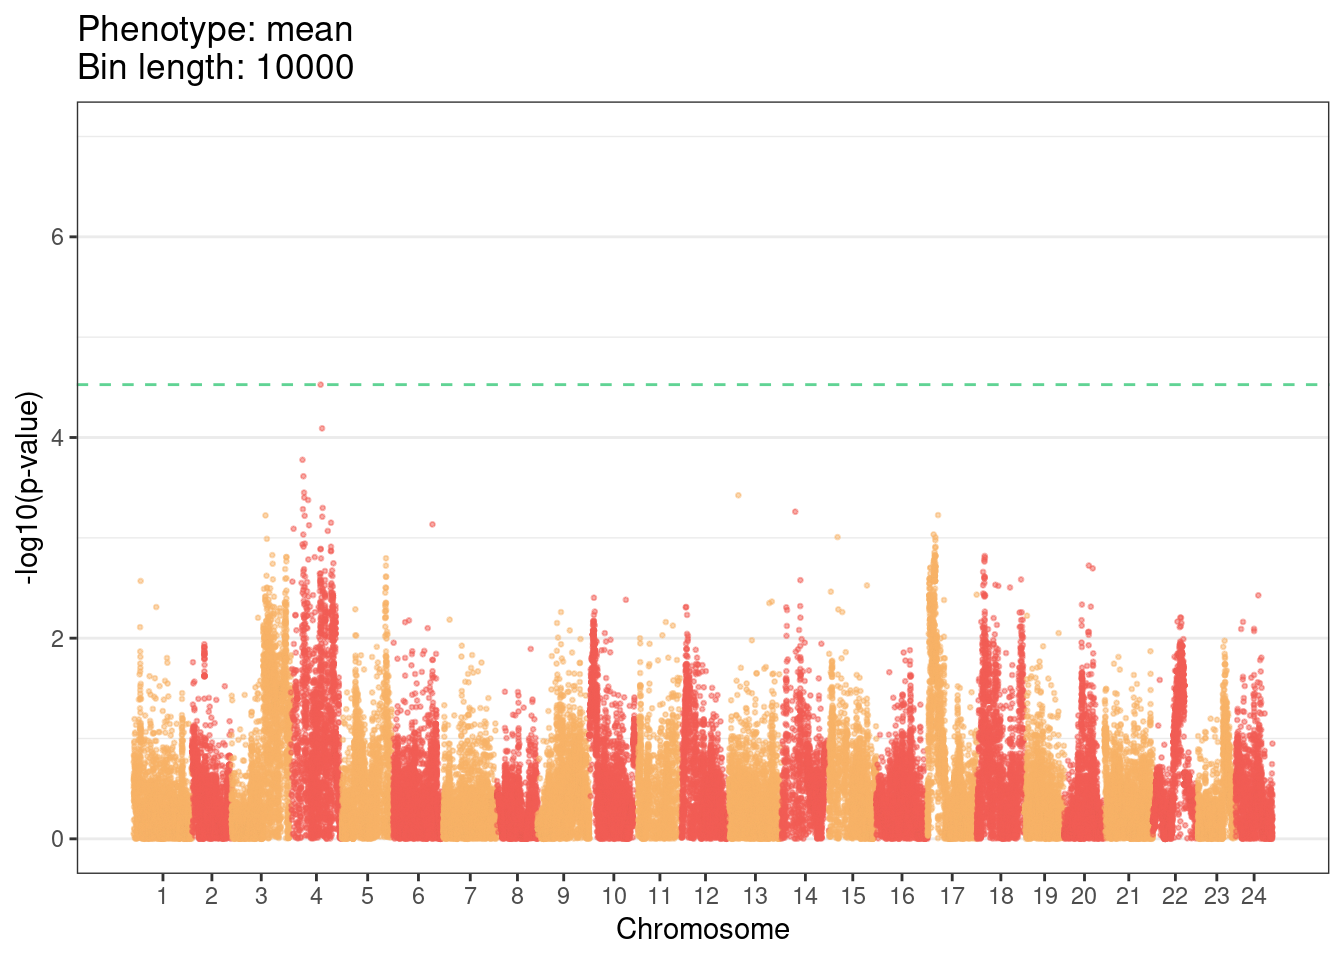 Phenotype: mean
Bin length: 10000
6
4
2
0
-log10(p-value)
1 2 3 4 5 6 7 8 9 10 11 12 13 14 15 16 17 18 19 20 21 22 23 24
Chromosome